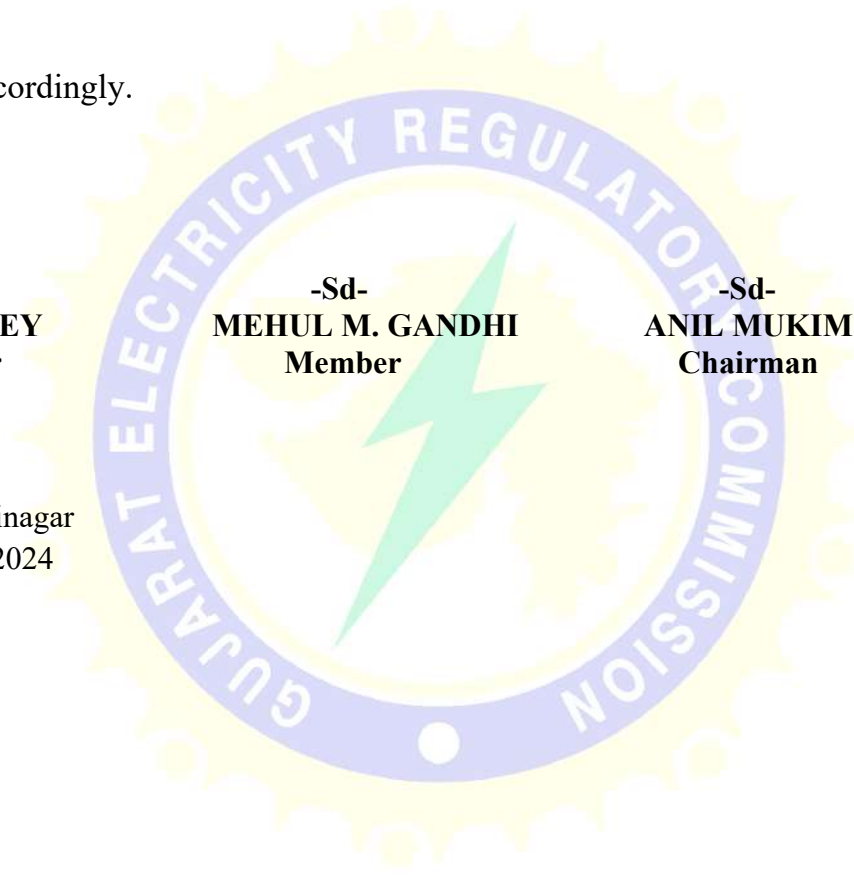 cordingly.
-Sd- -Sd-
EY MEHUL M. GANDHI ANIL MUKIM
Member Chairman
inagar
2024
GUJARAT ELECTRICITY REGULATORY COMMISSION